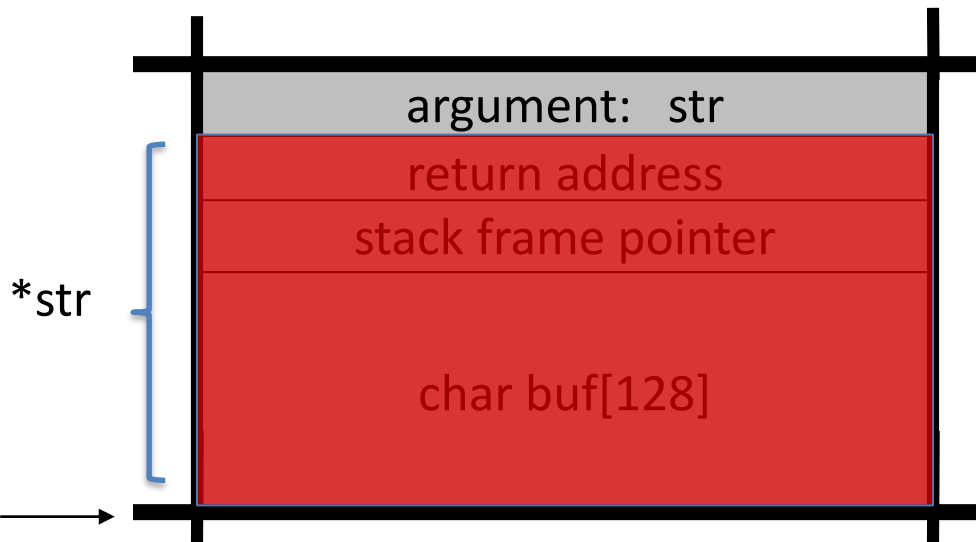 argument: str
return address
stack frame pointer
*str
char buf[128]